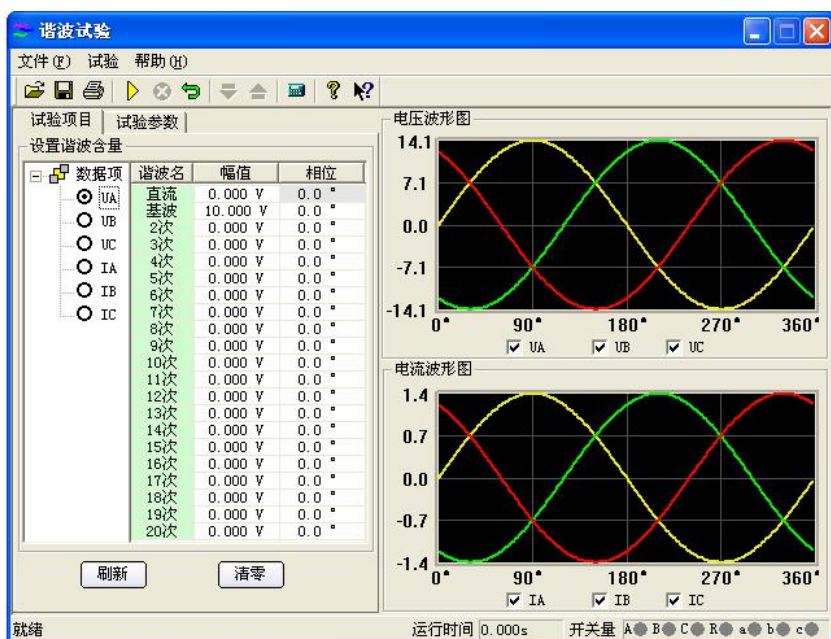 谐波试验
文件(F) 试验 帮助(H)
试验项目 试验参数
设置谐波含量
数据项
UA
UB
UC
IA
IB
IC
谐波名 幅值 相位
直流 0.000 V 0.0 °
基波 10.000 V 0.0 °
2次 0.000 V 0.0 °
3次 0.000 V 0.0 °
4次 0.000 V 0.0 °
5次 0.000 V 0.0 °
6次 0.000 V 0.0 °
7次 0.000 V 0.0 °
8次 0.000 V 0.0 °
9次 0.000 V 0.0 °
10次 0.000 V 0.0 °
11次 0.000 V 0.0 °
12次 0.000 V 0.0 °
13次 0.000 V 0.0 °
14次 0.000 V 0.0 °
15次 0.000 V 0.0 °
16次 0.000 V 0.0 °
17次 0.000 V 0.0 °
18次 0.000 V 0.0 °
19次 0.000 V 0.0 °
20次 0.000 V 0.0 °
刷新 清零
电压波形图
14.1
7.1
0.0
-7.1
-14.1
0° 90° 180° 270° 360°
UA UB UC
电流波形图
1.4
0.7
0.0
-0.7
-1.4
0° 90° 180° 270° 360°
IA IB IC
就绪 运行时间 0.000s 开关量 A B C R a b c